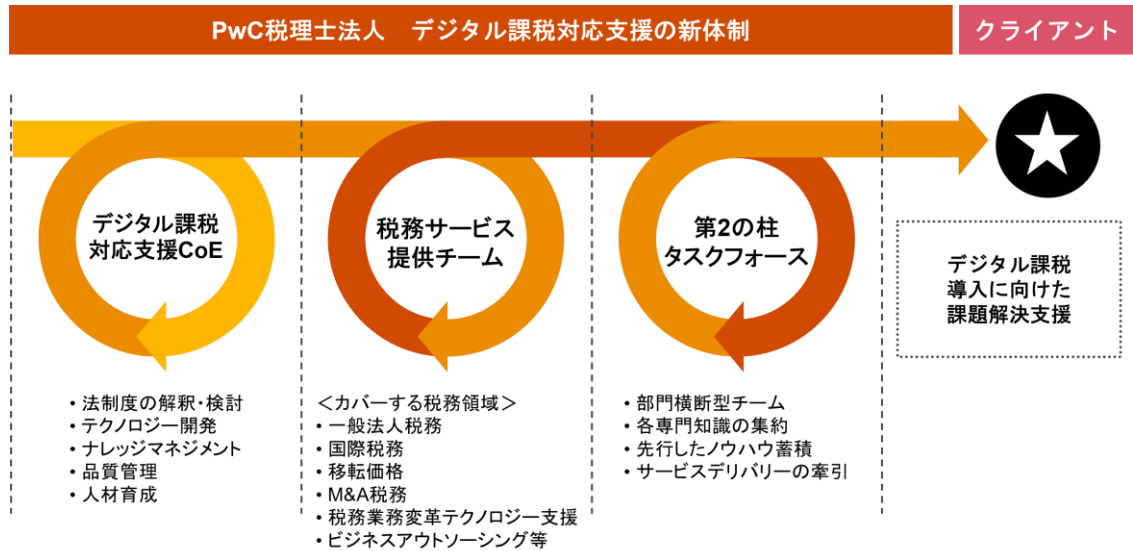 PwC税理士法人　デジタル課税対応支援の新体制
クライアント
デジタル課税
対応支援CoE
税務サービス
提供チーム
第2の柱
タスクフォース
デジタル課税
導入に向けた
課題解決支援
• 法制度の解釈・検討
• テクノロジー開発
• ナレッジマネジメント
• 品質管理
• 人材育成
＜カバーする税務領域＞
• 一般法人税務
• 国際税務
• 移転価格
• M&A税務
• 税務業務変革テクノロジー支援
• ビジネスアウトソーシング等
• 部門横断型チーム
• 各専門知識の集約
• 先行したノウハウ蓄積
• サービスデリバリーの牽引